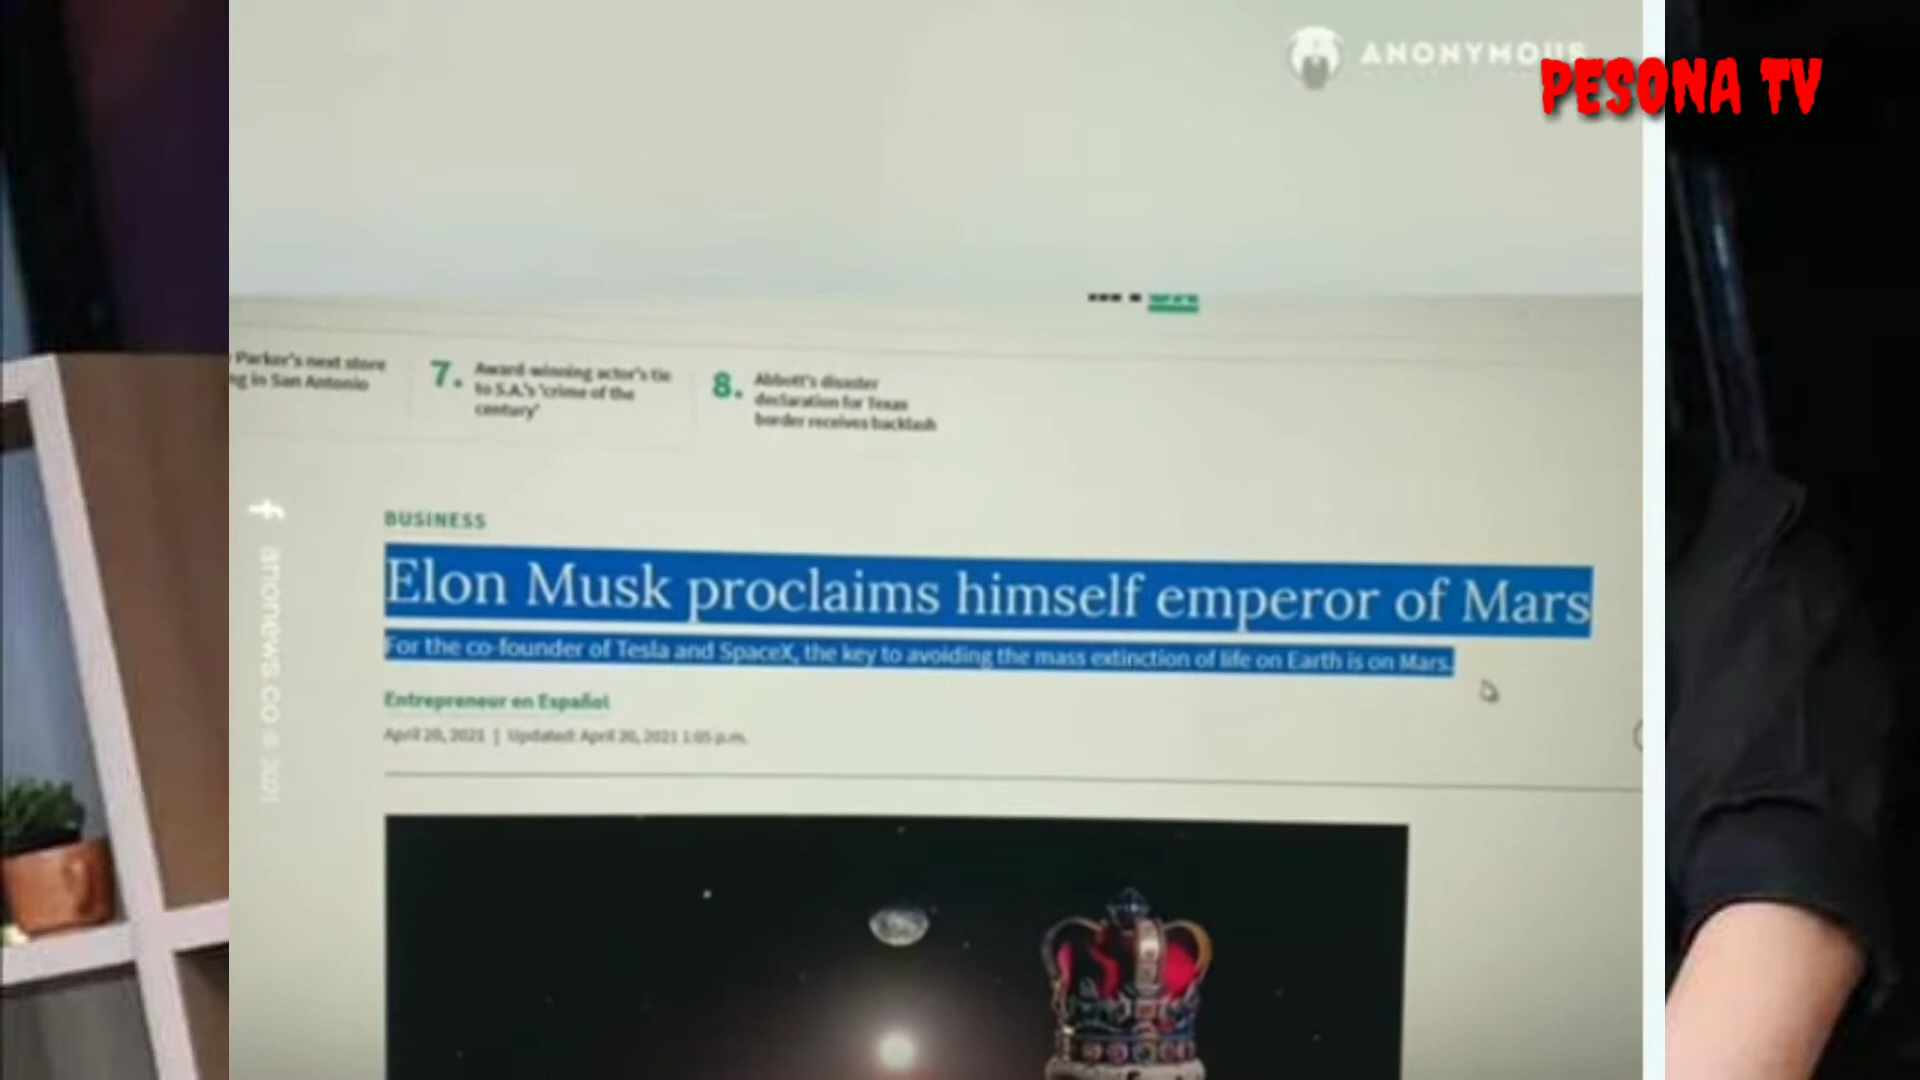 ANONYMOUS
PESONA TV
Parker's next store
in San Antonio
7. Award-winning actor's tie
to S.A.'s 'crime of the
century'
8. Abbott's disaster
declaration for Texas
border receives backlash
BUSINESS
Elon Musk proclaims himself emperor of Mars
For the co-founder of Tesla and SpaceX, the key to avoiding the mass extinction of life on Earth is on Mars.
Entrepreneur en Español
April 20, 2021 | Updated: April 20, 2021 1:05 p.m.
f anonews.co 2021